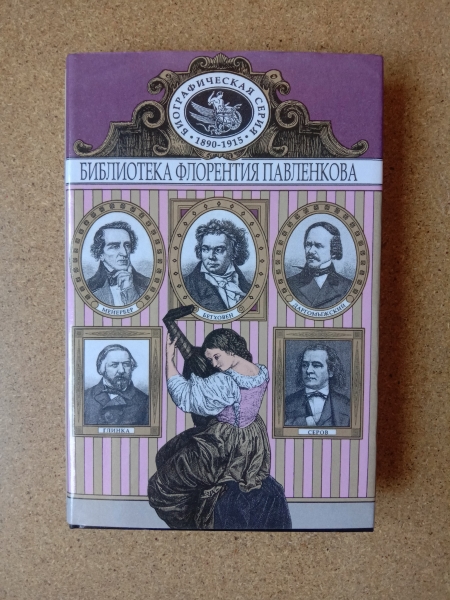 БИОГРАФИЧЕСКАЯ СЕРИЯ
•1890-1915•
БИБЛИОТЕКА ФЛОРЕНТИЯ ПАВЛЕНКОВА
МЕЙЕРБЕР
БЕТХОВЕН
ДАРГОМЫЖСКИЙ
ГЛИНКА
СЕРОВ